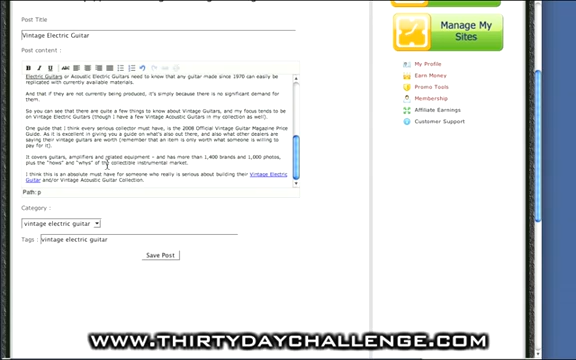 Post Title
Vintage Electric Guitar
Post content :
B I U ABC
Electric Guitars or Acoustic Electric Guitars need to know that any guitar made since 1970 can easily be
replicated with currently available materials.
And that if they are not currently being produced, it's simply because there is no significant demand for
them.
So you can see that there are quite a few things to know about Vintage Guitars, and my focus tends to be
on Vintage Electric Guitars (though I have a few Vintage Acoustic Guitars in my collection as well).
One guide that I think every serious collector must have, is the 2008 Official Vintage Guitar Magazine Price
Guide. As it is excellent in giving you a guide on what's also out there, and also what other dealers are
saying their vintage guitars are worth (remember that an item is only worth what someone is willing to
pay for it).
It covers guitars, amplifiers and related equipment - and has more than 1,400 brands and 1,000 photos,
plus the "hows" and "whys" of the collectible instrumental market.
I think this is an absolute must have for someone who really is serious about building their Vintage Electric
Guitar and/or Vintage Acoustic Guitar Collection.
Path: p
Category :
vintage electric guitar
Tags : vintage electric guitar
Save Post
Manage My
Sites
My Profile
Earn Money
Promo Tools
Membership
Affiliate Earnings
Customer Support
WWW.THIRTYDAYCHALLENGE.COM